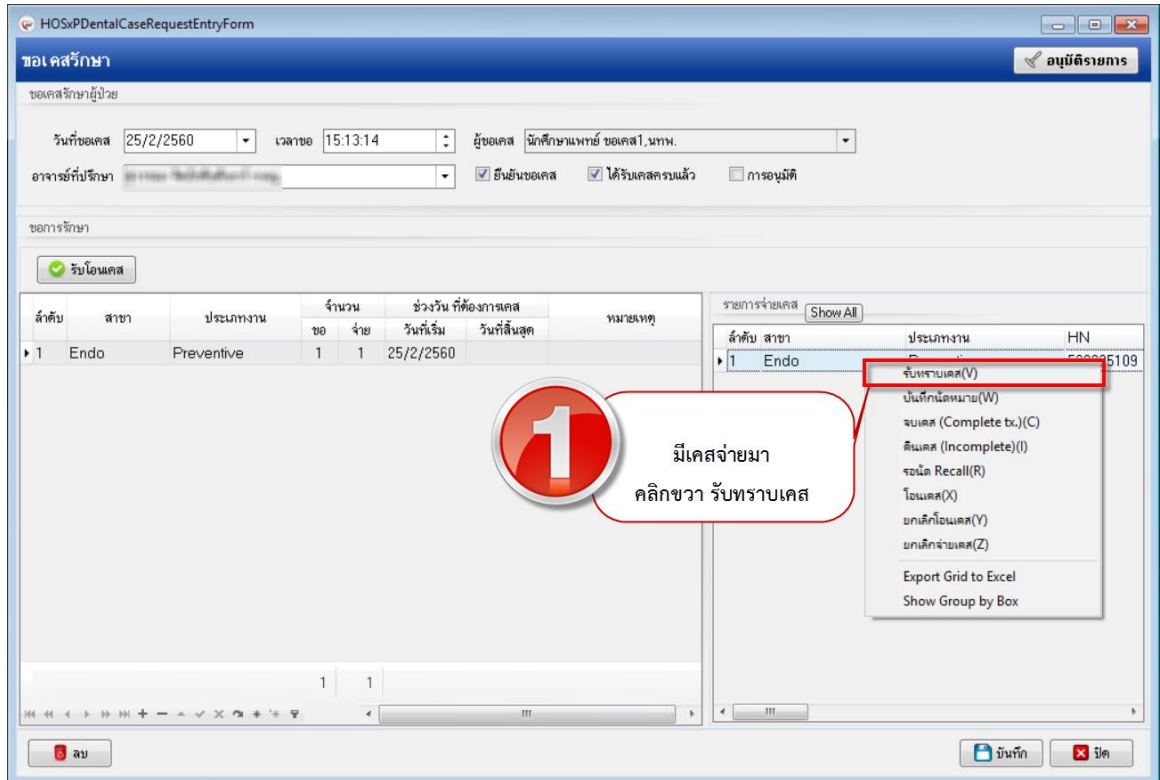 HOSxPDentalCaseRequestEntryForm
ขอเคสรักษา
อนุมัติรายการ
ขอเคสรักษาผู้ป่วย
วันที่ขอเคส 25/2/2560 เวลาขอ 15:13:14 ผู้ขอเคส นักศึกษาแพทย์ ขอเคส1,นทพ.
อาจารย์ที่ปรึกษา ยืนยันขอเคส ได้รับเคสครบแล้ว การอนุมัติ
ขอการรักษา
รับโอนเคส
ลำดับ สาขา ประเภทงาน จำนวน ช่วงวัน ที่ต้องการเคส หมายเหตุ
ขอ จ่าย วันที่เริ่ม วันที่สิ้นสุด
1 Endo Preventive 1 1 25/2/2560
รายการจ่ายเคส Show All
ลำดับ สาขา ประเภทงาน HN
1 Endo
รับทราบเคส(V)
บันทึกนัดหมาย(W)
จบเคส (Complete tx.)(C)
คืนเคส (Incomplete)(I)
รอนัด Recall(R)
โอนเคส(X)
ยกเลิกโอนเคส(Y)
ยกเลิกจ่ายเคส(Z)
Export Grid to Excel
Show Group by Box
1
มีเคสจ่ายมา
คลิกขวา รับทราบเคส
1 1
ลบ บันทึก ปิด